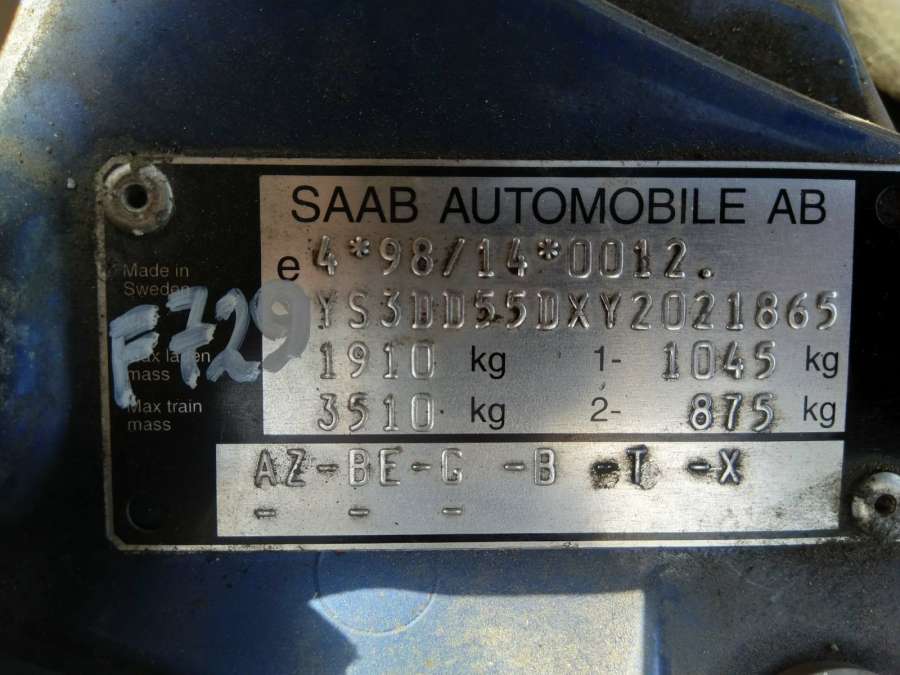 SAAB AUTOMOBILE AB
e 4*98/14*0012.
Made in
Sweden
YS3DD55DXY2021865
F729
Max laden
mass
1910 kg 1- 1045 kg
Max train
mass
3510 kg 2- 875 kg
AZ-BE-G -B -T -X
- - -